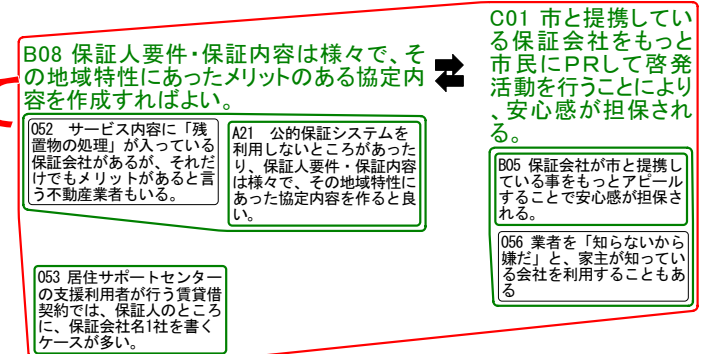 B08 保証人要件・保証内容は様々で、そ
の地域特性にあったメリットのある協定内
容を作成すればよい。
052　サービス内容に「残
置物の処理」が入っている
保証会社があるが、それだ
けでもメリットがあると言
う不動産業者もいる。
A21　公的保証システムを
利用しないところがあった
り、保証人要件・保証内容
は様々で、その地域特性に
あった協定内容を作ると良
い。
053 居住サポートセンター
の支援利用者が行う賃貸借
契約では、保証人のところ
に、保証会社名1社を書く
ケースが多い。
C01 市と提携してい
る保証会社をもっと
市民にＰＲして啓発
活動を行うことにより
、安心感が担保され
る。
B05 保証会社が市と提携し
ている事をもっとアピール
することで安心感が担保さ
れる。
056 業者を「知らないから
嫌だ」と、家主が知ってい
る会社を利用することもあ
る